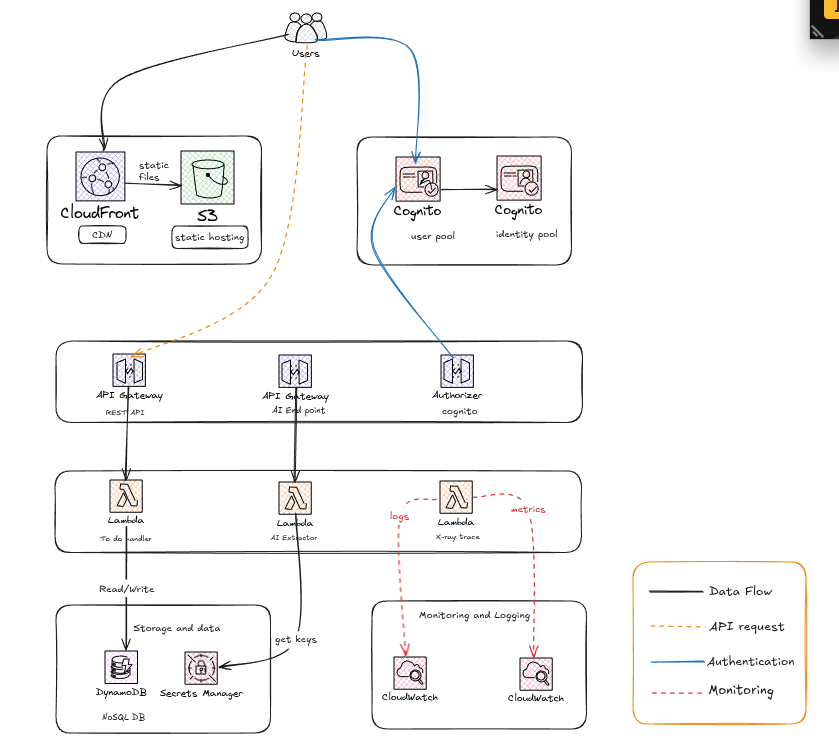 Users
static
files
CloudFront
CDN
S3
static hosting
Cognito
user pool
Cognito
identity pool
API Gateway
REST API
API Gateway
AI End point
Authorizer
cognito
Lambda
To do handler
Lambda
AI Extractor
Lambda
X-ray trace
logs
metrics
Read/Write
get keys
Storage and data
DynamoDB
NoSQL DB
Secrets Manager
Monitoring and Logging
CloudWatch
CloudWatch
Data Flow
API request
Authentication
Monitoring